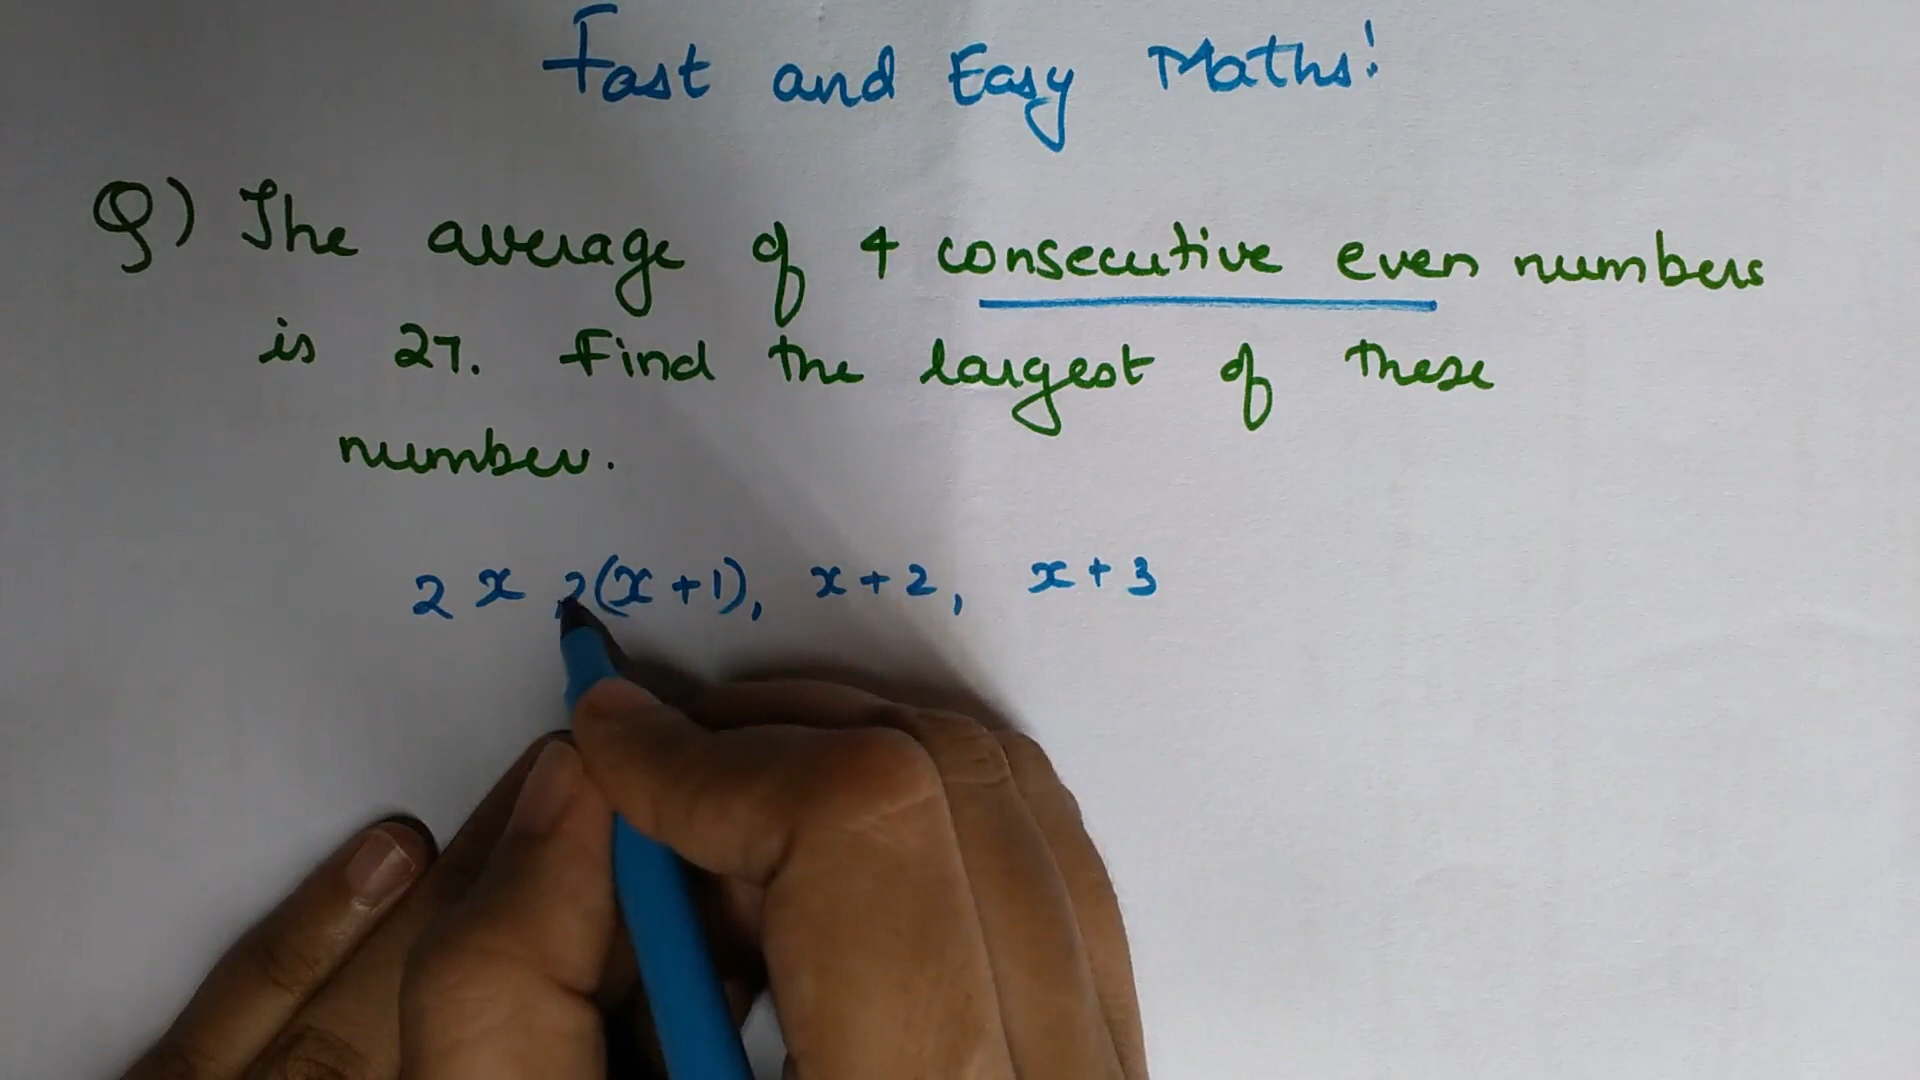 Fast and Easy Maths!
Q) The average of 4 consecutive even numbers
is 27. Find the largest of these
number.
2 x, 2(x+1), x+2, x+3